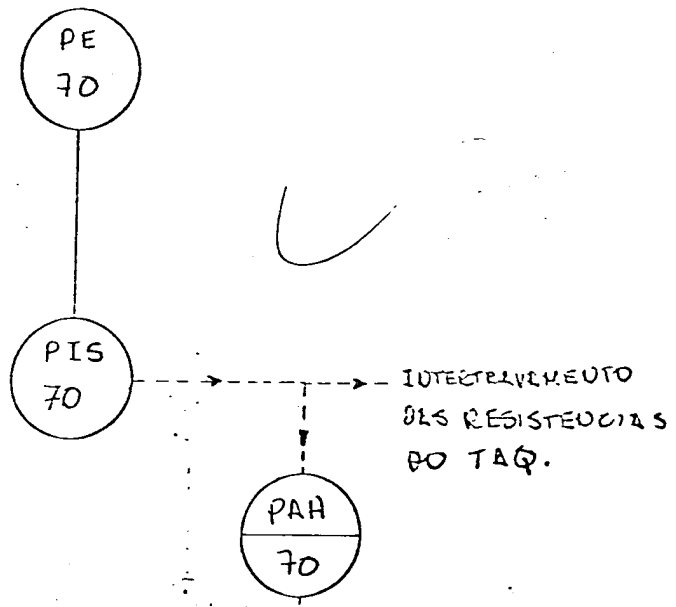 PE
70
PIS
70
INTERTRAVAMENTO
DAS RESISTENCIAS
DO TAQ.
PAH
70